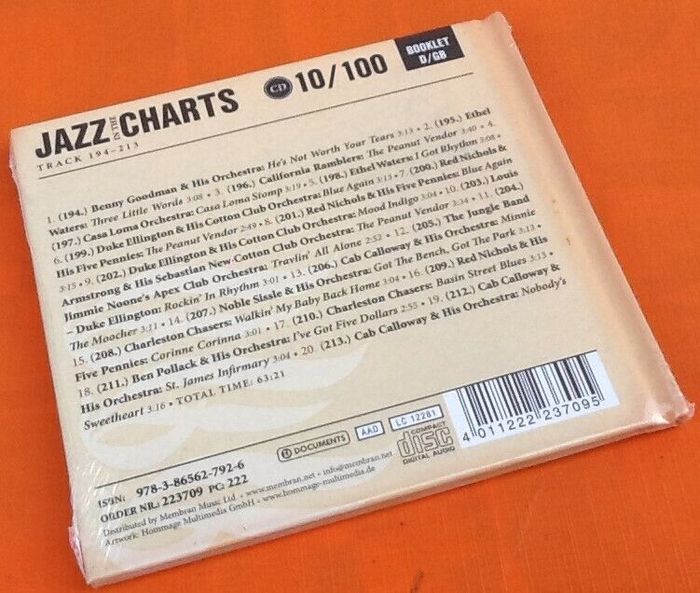 JAZZ IN THE CHARTS CD 10/100 BOOKLET D/GB
TRACK 194–213
1. (194.) Benny Goodman & His Orchestra: He's Not Worth Your Tears 3:13 • 2. (195.) Ethel
Waters: Three Little Words 3:08 • 3. (196.) California Ramblers: The Peanut Vendor 3:40 • 4.
(197.) Casa Loma Orchestra: Casa Loma Stomp 3:19 • 5. (198.) Ethel Waters: I Got Rhythm 3:08 •
6. (199.) Duke Ellington & His Cotton Club Orchestra: Blue Again 3:13 • 7. (200.) Red Nichols &
His Five Pennies: The Peanut Vendor 2:49 • 8. (201.) Red Nichols & His Five Pennies: Blue Again
3:15 • 9. (202.) Duke Ellington & His Cotton Club Orchestra: Mood Indigo 3:04 • 10. (203.) Louis
Armstrong & His Sebastian New Cotton Club Orchestra: The Peanut Vendor 3:34 • 11. (204.)
Jimmie Noone's Apex Club Orchestra: Travlin' All Alone 2:52 • 12. (205.) The Jungle Band
– Duke Ellington: Rockin' In Rhythm 3:01 • 13. (206.) Cab Calloway & His Orchestra: Minnie
The Moocher 3:11 • 14. (207.) Noble Sissle & His Orchestra: Got The Bench, Got The Park 3:13 •
15. (208.) Charleston Chasers: Walkin' My Baby Back Home 3:04 • 16. (209.) Red Nichols & His
Five Pennies: Corinne Corinna 3:01 • 17. (210.) Charleston Chasers: Basin Street Blues 3:13 •
18. (211.) Ben Pollack & His Orchestra: I've Got Five Dollars 2:55 • 19. (212.) Cab Calloway &
His Orchestra: St. James Infirmary 3:04 • 20. (213.) Cab Calloway & His Orchestra: Nobody's
Sweetheart 3:16 • TOTAL TIME: 63:21
DOCUMENTS AAD LC 12281 COMPACT disc DIGITAL AUDIO
4 011222 237095
ISBN: 978-3-86562-792-6
ORDER NR.: 223709 PC: 222
Distributed by Membran Music Ltd. • www.membran.net • info@membran.net
Artwork: Hommage Multimedia GmbH • www.hommage-multimedia.de